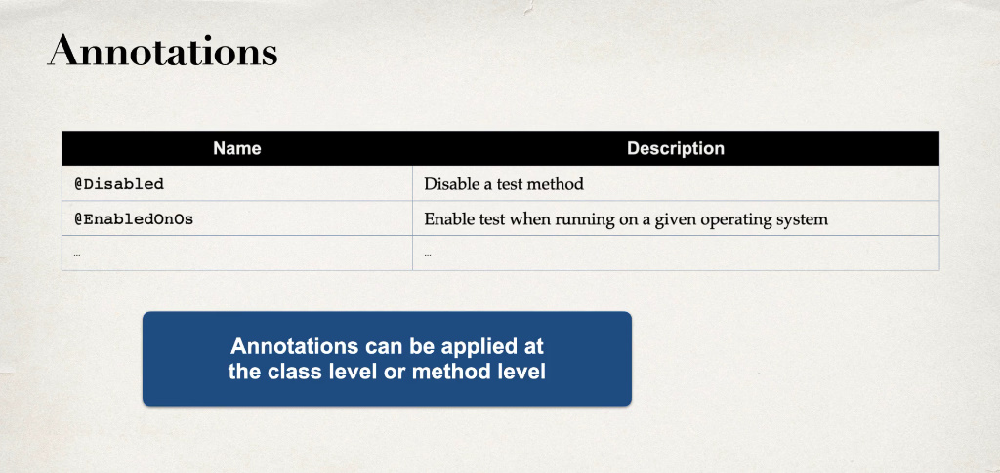 Annotations
Name Description
@Disabled Disable a test method
@EnabledOnOs Enable test when running on a given operating system
... ...
Annotations can be applied at
the class level or method level